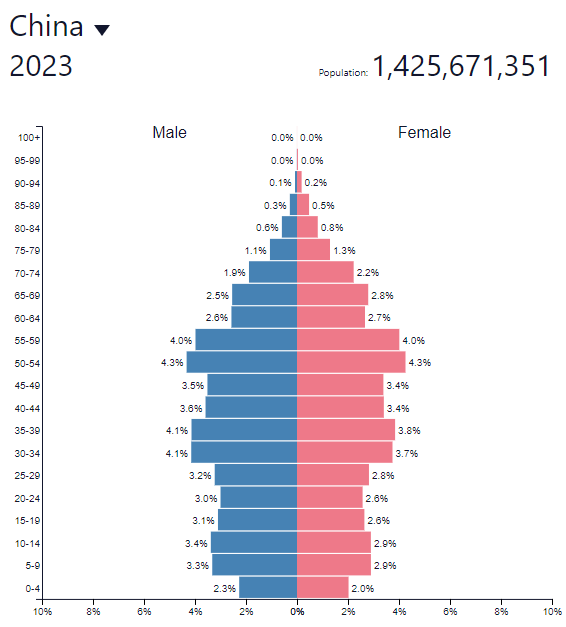 China
2023
Population: 1,425,671,351
Male Female
100+ 0.0% 0.0%
95-99 0.0% 0.0%
90-94 0.1% 0.2%
85-89 0.3% 0.5%
80-84 0.6% 0.8%
75-79 1.1% 1.3%
70-74 1.9% 2.2%
65-69 2.5% 2.8%
60-64 2.6% 2.7%
55-59 4.0% 4.0%
50-54 4.3% 4.3%
45-49 3.5% 3.4%
40-44 3.6% 3.4%
35-39 4.1% 3.8%
30-34 4.1% 3.7%
25-29 3.2% 2.8%
20-24 3.0% 2.6%
15-19 3.1% 2.6%
10-14 3.4% 2.9%
5-9 3.3% 2.9%
0-4 2.3% 2.0%
10% 8% 6% 4% 2% 0% 2% 4% 6% 8% 10%